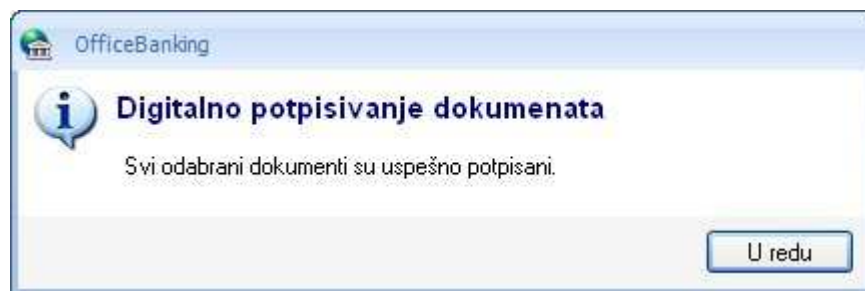 OfficeBanking
Digitalno potpisivanje dokumenata
Svi odabrani dokumenti su uspešno potpisani.
U redu